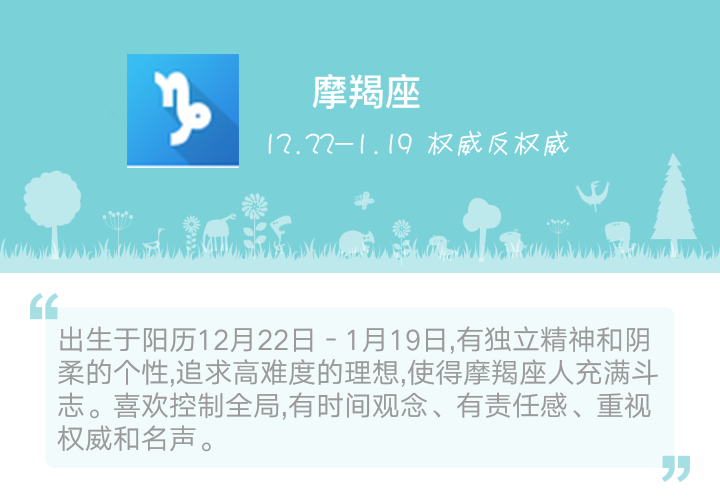 摩羯座
12.22-1.19 权威反权威
出生于阳历12月22日 - 1月19日,有独立精神和阴
柔的个性,追求高难度的理想,使得摩羯座人充满斗
志。喜欢控制全局,有时间观念、有责任感、重视
权威和名声。